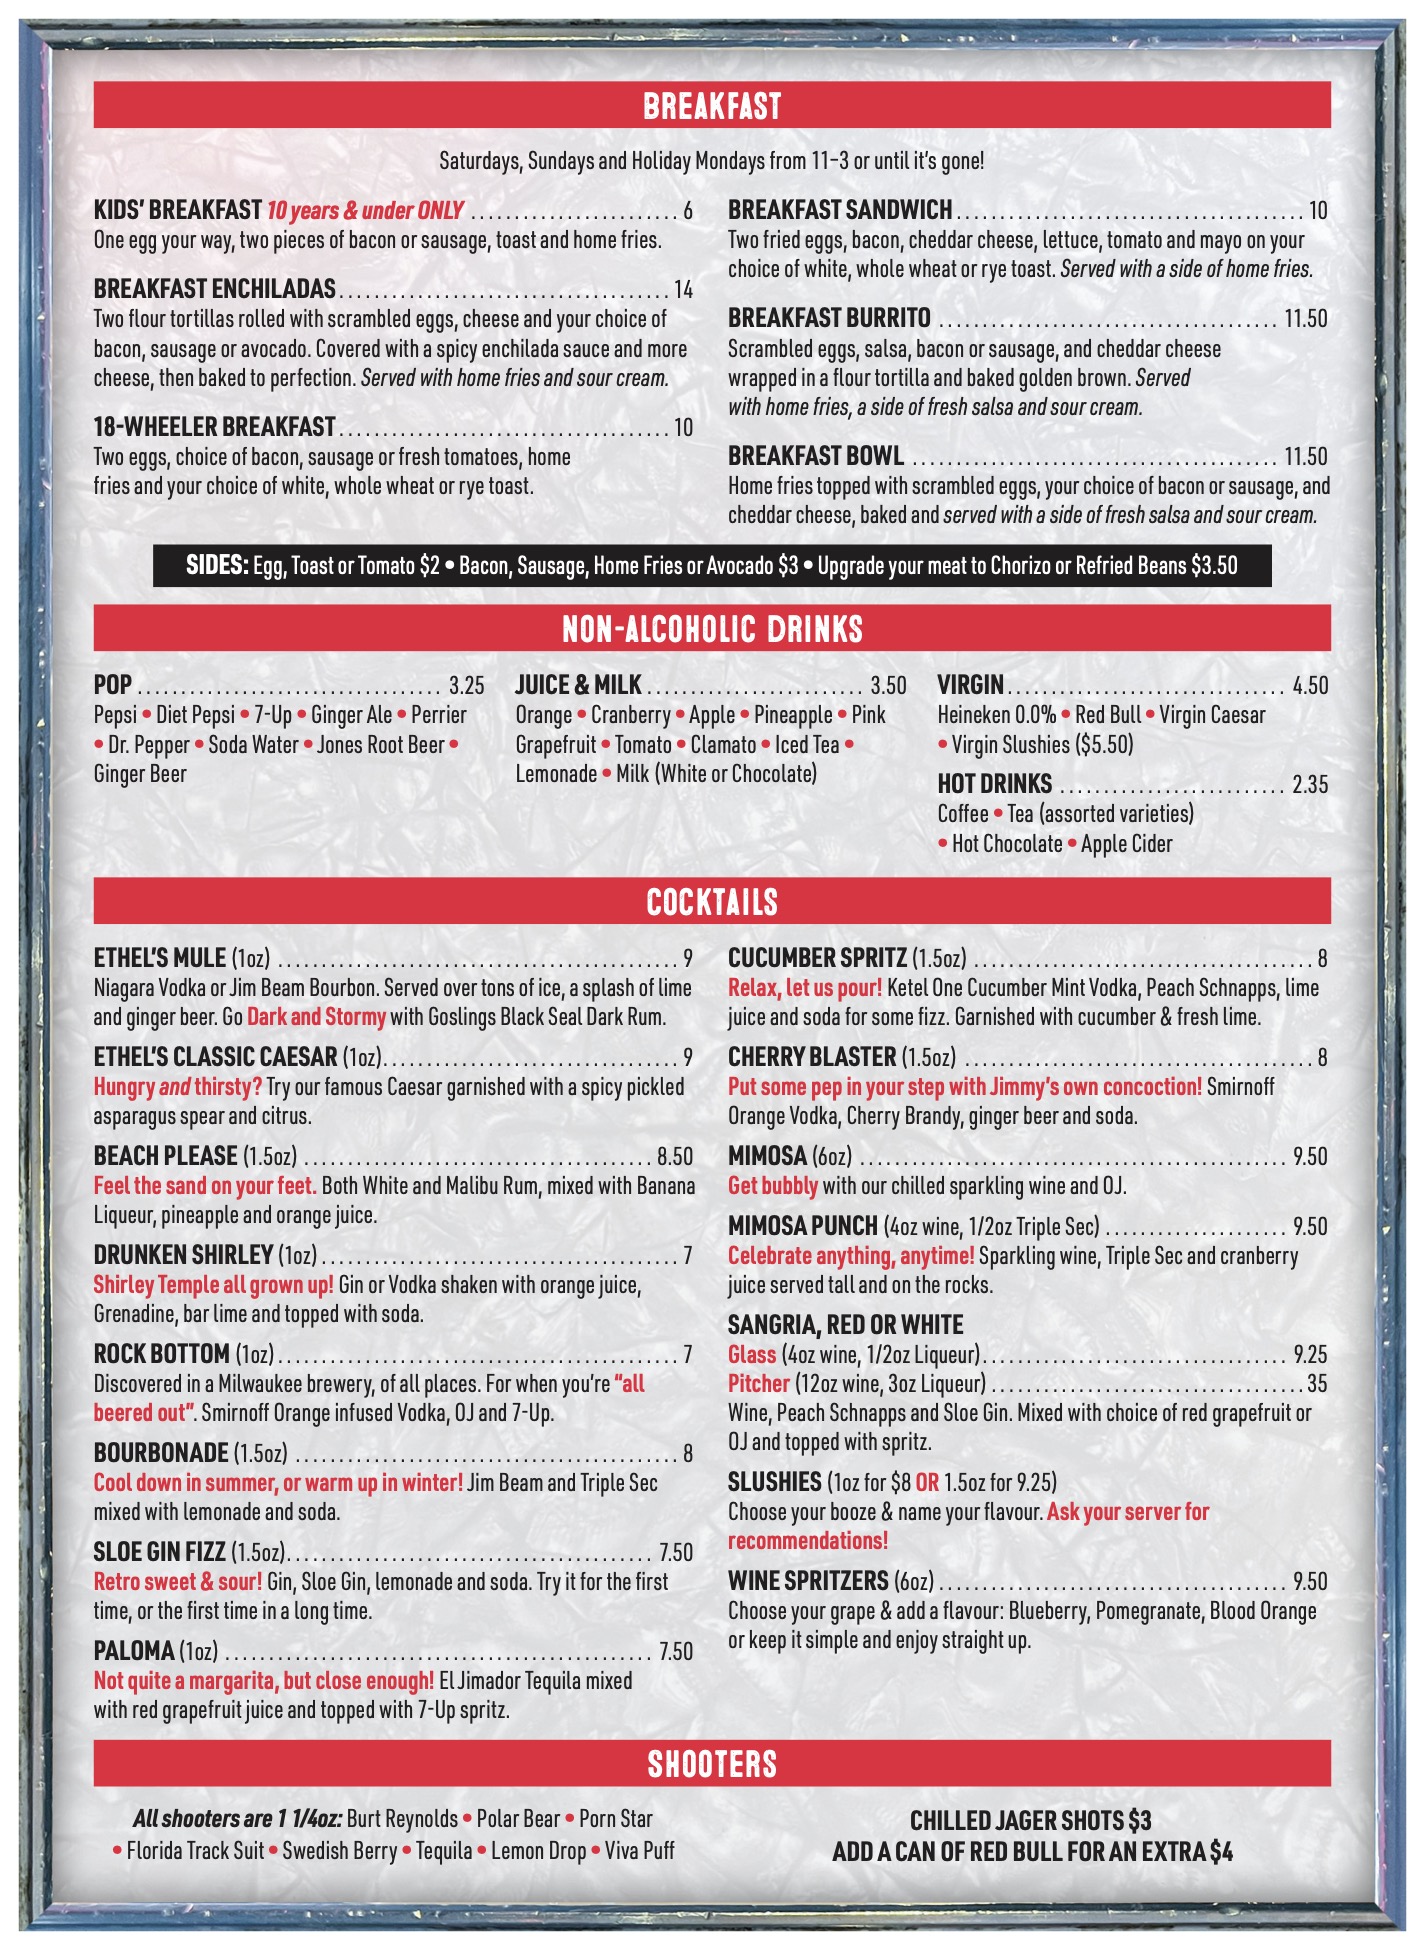 BREAKFAST
Saturdays, Sundays and Holiday Mondays from 11-3 or until it's gone!
KIDS' BREAKFAST 10 years & under ONLY ........................ 6
One egg your way, two pieces of bacon or sausage, toast and home fries.
BREAKFAST ENCHILADAS ...................................... 14
Two flour tortillas rolled with scrambled eggs, cheese and your choice of
bacon, sausage or avocado. Covered with a spicy enchilada sauce and more
cheese, then baked to perfection. Served with home fries and sour cream.
18-WHEELER BREAKFAST ...................................... 10
Two eggs, choice of bacon, sausage or fresh tomatoes, home
fries and your choice of white, whole wheat or rye toast.
BREAKFAST SANDWICH ........................................ 10
Two fried eggs, bacon, cheddar cheese, lettuce, tomato and mayo on your
choice of white, whole wheat or rye toast. Served with a side of home fries.
BREAKFAST BURRITO ....................................... 11.50
Scrambled eggs, salsa, bacon or sausage, and cheddar cheese
wrapped in a flour tortilla and baked golden brown. Served
with home fries, a side of fresh salsa and sour cream.
BREAKFAST BOWL .......................................... 11.50
Home fries topped with scrambled eggs, your choice of bacon or sausage, and
cheddar cheese, baked and served with a side of fresh salsa and sour cream.
SIDES: Egg, Toast or Tomato $2 • Bacon, Sausage, Home Fries or Avocado $3 • Upgrade your meat to Chorizo or Refried Beans $3.50
NON-ALCOHOLIC DRINKS
POP ................................... 3.25
Pepsi • Diet Pepsi • 7-Up • Ginger Ale • Perrier
• Dr. Pepper • Soda Water • Jones Root Beer •
Ginger Beer
JUICE & MILK ......................... 3.50
Orange • Cranberry • Apple • Pineapple • Pink
Grapefruit • Tomato • Clamato • Iced Tea •
Lemonade • Milk (White or Chocolate)
VIRGIN ................................ 4.50
Heineken 0.0% • Red Bull • Virgin Caesar
• Virgin Slushies ($5.50)
HOT DRINKS .......................... 2.35
Coffee • Tea (assorted varieties)
• Hot Chocolate • Apple Cider
COCKTAILS
ETHEL'S MULE (1oz) .............................................. 9
Niagara Vodka or Jim Beam Bourbon. Served over tons of ice, a splash of lime
and ginger beer. Go Dark and Stormy with Goslings Black Seal Dark Rum.
ETHEL'S CLASSIC CAESAR (1oz) .................................. 9
Hungry and thirsty? Try our famous Caesar garnished with a spicy pickled
asparagus spear and citrus.
BEACH PLEASE (1.5oz) ........................................ 8.50
Feel the sand on your feet. Both White and Malibu Rum, mixed with Banana
Liqueur, pineapple and orange juice.
DRUNKEN SHIRLEY (1oz) ......................................... 7
Shirley Temple all grown up! Gin or Vodka shaken with orange juice,
Grenadine, bar lime and topped with soda.
ROCK BOTTOM (1oz) .............................................. 7
Discovered in a Milwaukee brewery, of all places. For when you're "all
beered out". Smirnoff Orange infused Vodka, OJ and 7-Up.
BOURBONADE (1.5oz) ............................................ 8
Cool down in summer, or warm up in winter! Jim Beam and Triple Sec
mixed with lemonade and soda.
SLOE GIN FIZZ (1.5oz) ......................................... 7.50
Retro sweet & sour! Gin, Sloe Gin, lemonade and soda. Try it for the first
time, or the first time in a long time.
PALOMA (1oz) ................................................. 7.50
Not quite a margarita, but close enough! El Jimador Tequila mixed
with red grapefruit juice and topped with 7-Up spritz.
CUCUMBER SPRITZ (1.5oz) ....................................... 8
Relax, let us pour! Ketel One Cucumber Mint Vodka, Peach Schnapps, lime
juice and soda for some fizz. Garnished with cucumber & fresh lime.
CHERRY BLASTER (1.5oz) ........................................ 8
Put some pep in your step with Jimmy's own concoction! Smirnoff
Orange Vodka, Cherry Brandy, ginger beer and soda.
MIMOSA (6oz) ................................................. 9.50
Get bubbly with our chilled sparkling wine and OJ.
MIMOSA PUNCH (4oz wine, 1/2oz Triple Sec) ..................... 9.50
Celebrate anything, anytime! Sparkling wine, Triple Sec and cranberry
juice served tall and on the rocks.
SANGRIA, RED OR WHITE
Glass (4oz wine, 1/2oz Liqueur) ................................... 9.25
Pitcher (12oz wine, 3oz Liqueur) .................................... 35
Wine, Peach Schnapps and Sloe Gin. Mixed with choice of red grapefruit or
OJ and topped with spritz.
SLUSHIES (1oz for $8 OR 1.5oz for 9.25)
Choose your booze & name your flavour. Ask your server for
recommendations!
WINE SPRITZERS (6oz) ........................................ 9.50
Choose your grape & add a flavour: Blueberry, Pomegranate, Blood Orange
or keep it simple and enjoy straight up.
SHOOTERS
All shooters are 1 1/4oz: Burt Reynolds • Polar Bear • Porn Star
• Florida Track Suit • Swedish Berry • Tequila • Lemon Drop • Viva Puff
CHILLED JAGER SHOTS $3
ADD A CAN OF RED BULL FOR AN EXTRA $4